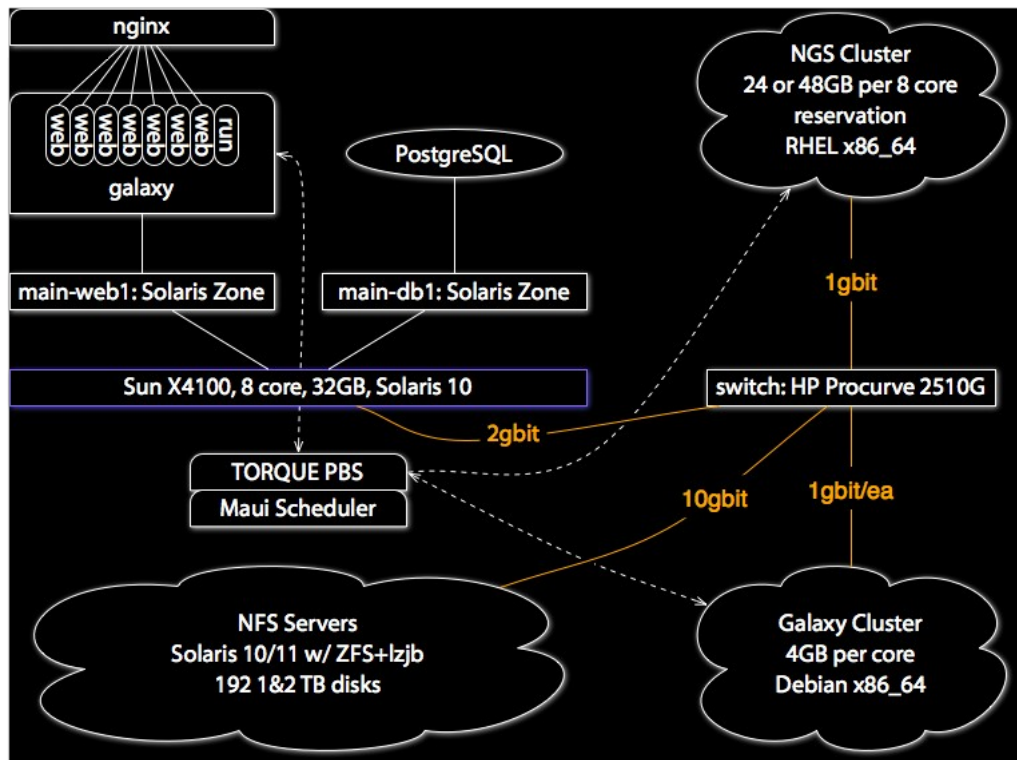 nginx
web
web
web
web
web
web
web
run
galaxy
PostgreSQL
NGS Cluster
24 or 48GB per 8 core
reservation
RHEL x86_64
main-web1: Solaris Zone
main-db1: Solaris Zone
1gbit
Sun X4100, 8 core, 32GB, Solaris 10
switch: HP Procurve 2510G
2gbit
TORQUE PBS
Maui Scheduler
10gbit
1gbit/ea
NFS Servers
Solaris 10/11 w/ ZFS+lzjb
192 1&2 TB disks
Galaxy Cluster
4GB per core
Debian x86_64